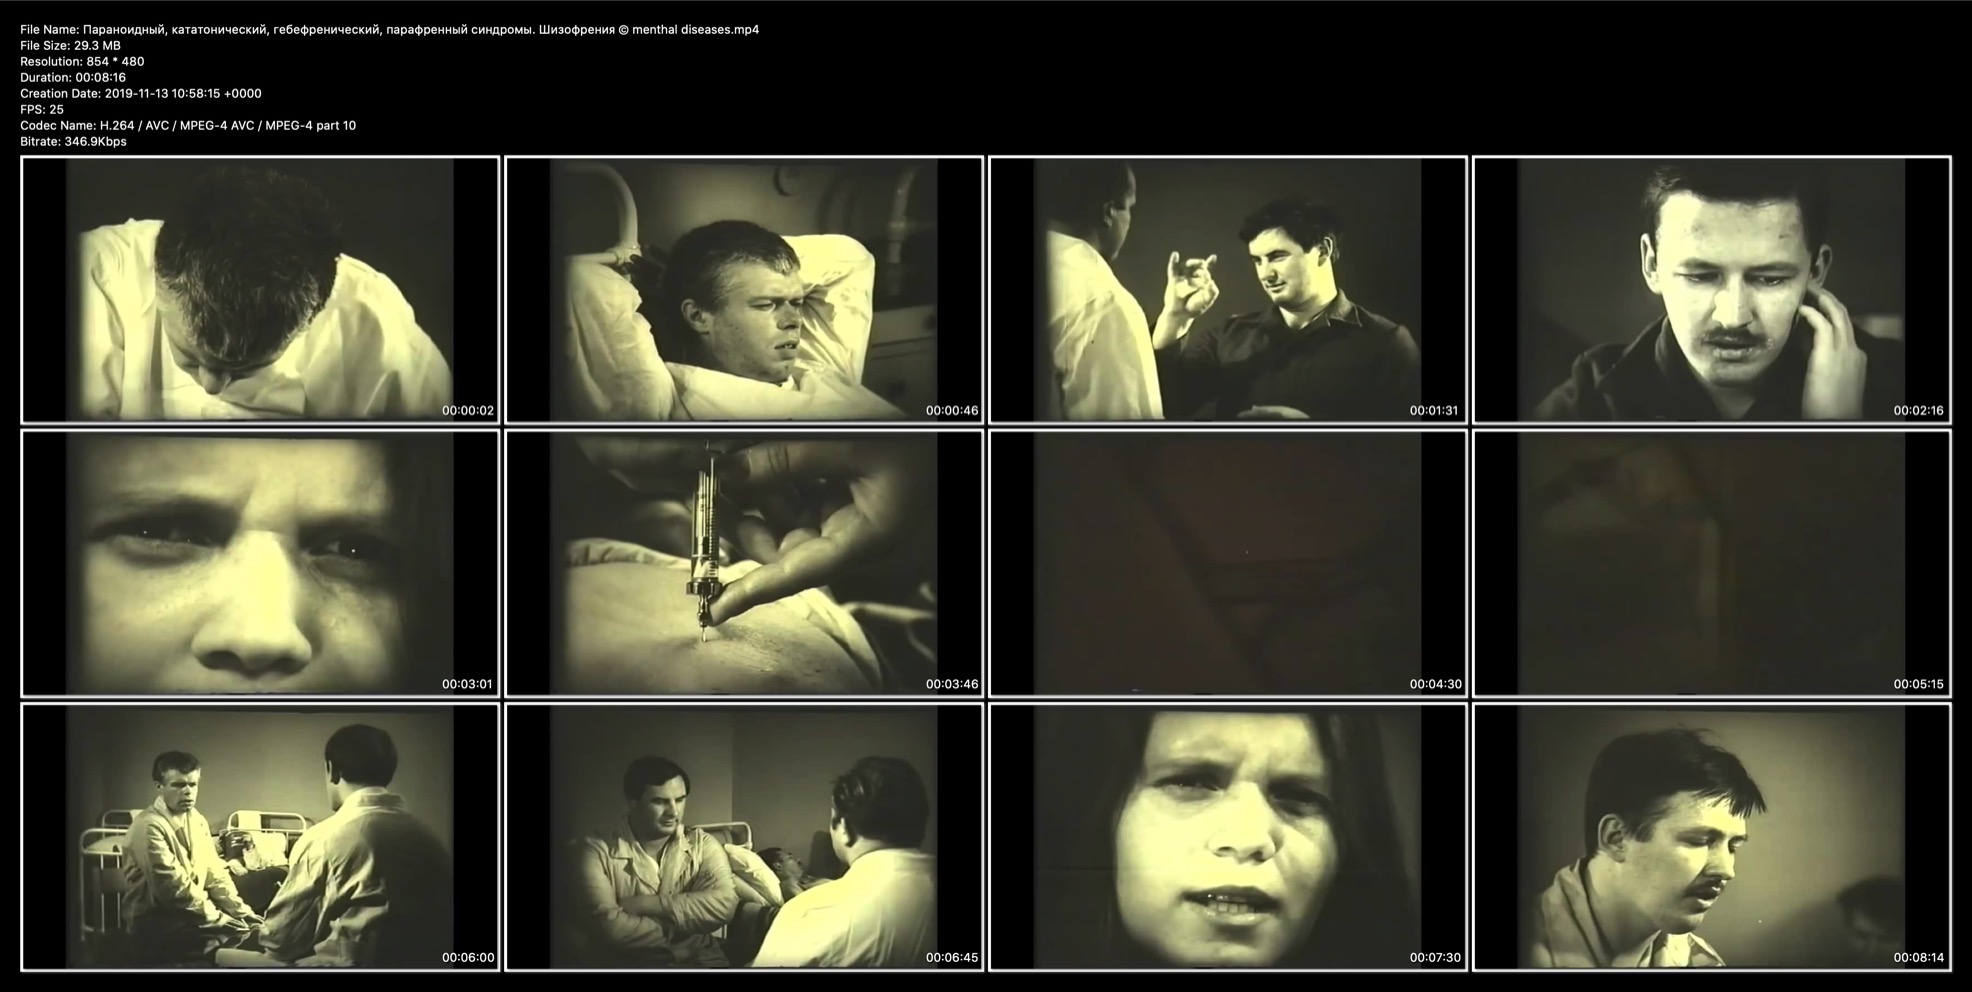 File Name: Параноидный, кататонический, гебефренический, парафренный синдромы. Шизофрения © menthal diseases.mp4
File Size: 29.3 MB
Resolution: 854 * 480
Duration: 00:08:16
Creation Date: 2019-11-13 10:58:15 +0000
FPS: 25
Codec Name: H.264 / AVC / MPEG-4 AVC / MPEG-4 part 10
Bitrate: 346.9Kbps
00:00:02
00:00:46
00:01:31
00:02:16
00:03:01
00:03:46
00:04:30
00:05:15
00:06:00
00:06:45
00:07:30
00:08:14